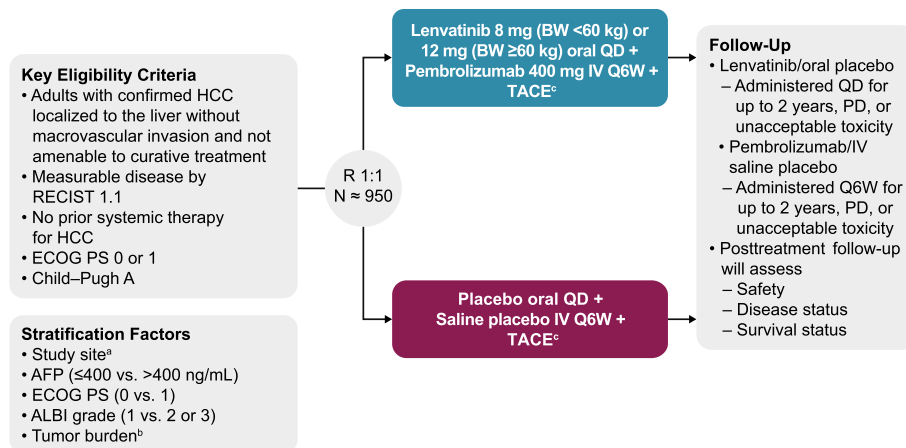 Key Eligibility Criteria
• Adults with confirmed HCC
localized to the liver without
macrovascular invasion and not
amenable to curative treatment
• Measurable disease by
RECIST 1.1
• No prior systemic therapy
for HCC
• ECOG PS 0 or 1
• Child–Pugh A
Stratification Factors
• Study siteᵃ
• AFP (≤400 vs. >400 ng/mL)
• ECOG PS (0 vs. 1)
• ALBI grade (1 vs. 2 or 3)
• Tumor burdenᵇ
R 1:1
N ≈ 950
Lenvatinib 8 mg (BW <60 kg) or
12 mg (BW ≥60 kg) oral QD +
Pembrolizumab 400 mg IV Q6W +
TACEᶜ
Placebo oral QD +
Saline placebo IV Q6W +
TACEᶜ
Follow-Up
• Lenvatinib/oral placebo
– Administered QD for
up to 2 years, PD, or
unacceptable toxicity
• Pembrolizumab/IV
saline placebo
– Administered Q6W for
up to 2 years, PD, or
unacceptable toxicity
• Posttreatment follow-up
will assess
– Safety
– Disease status
– Survival status